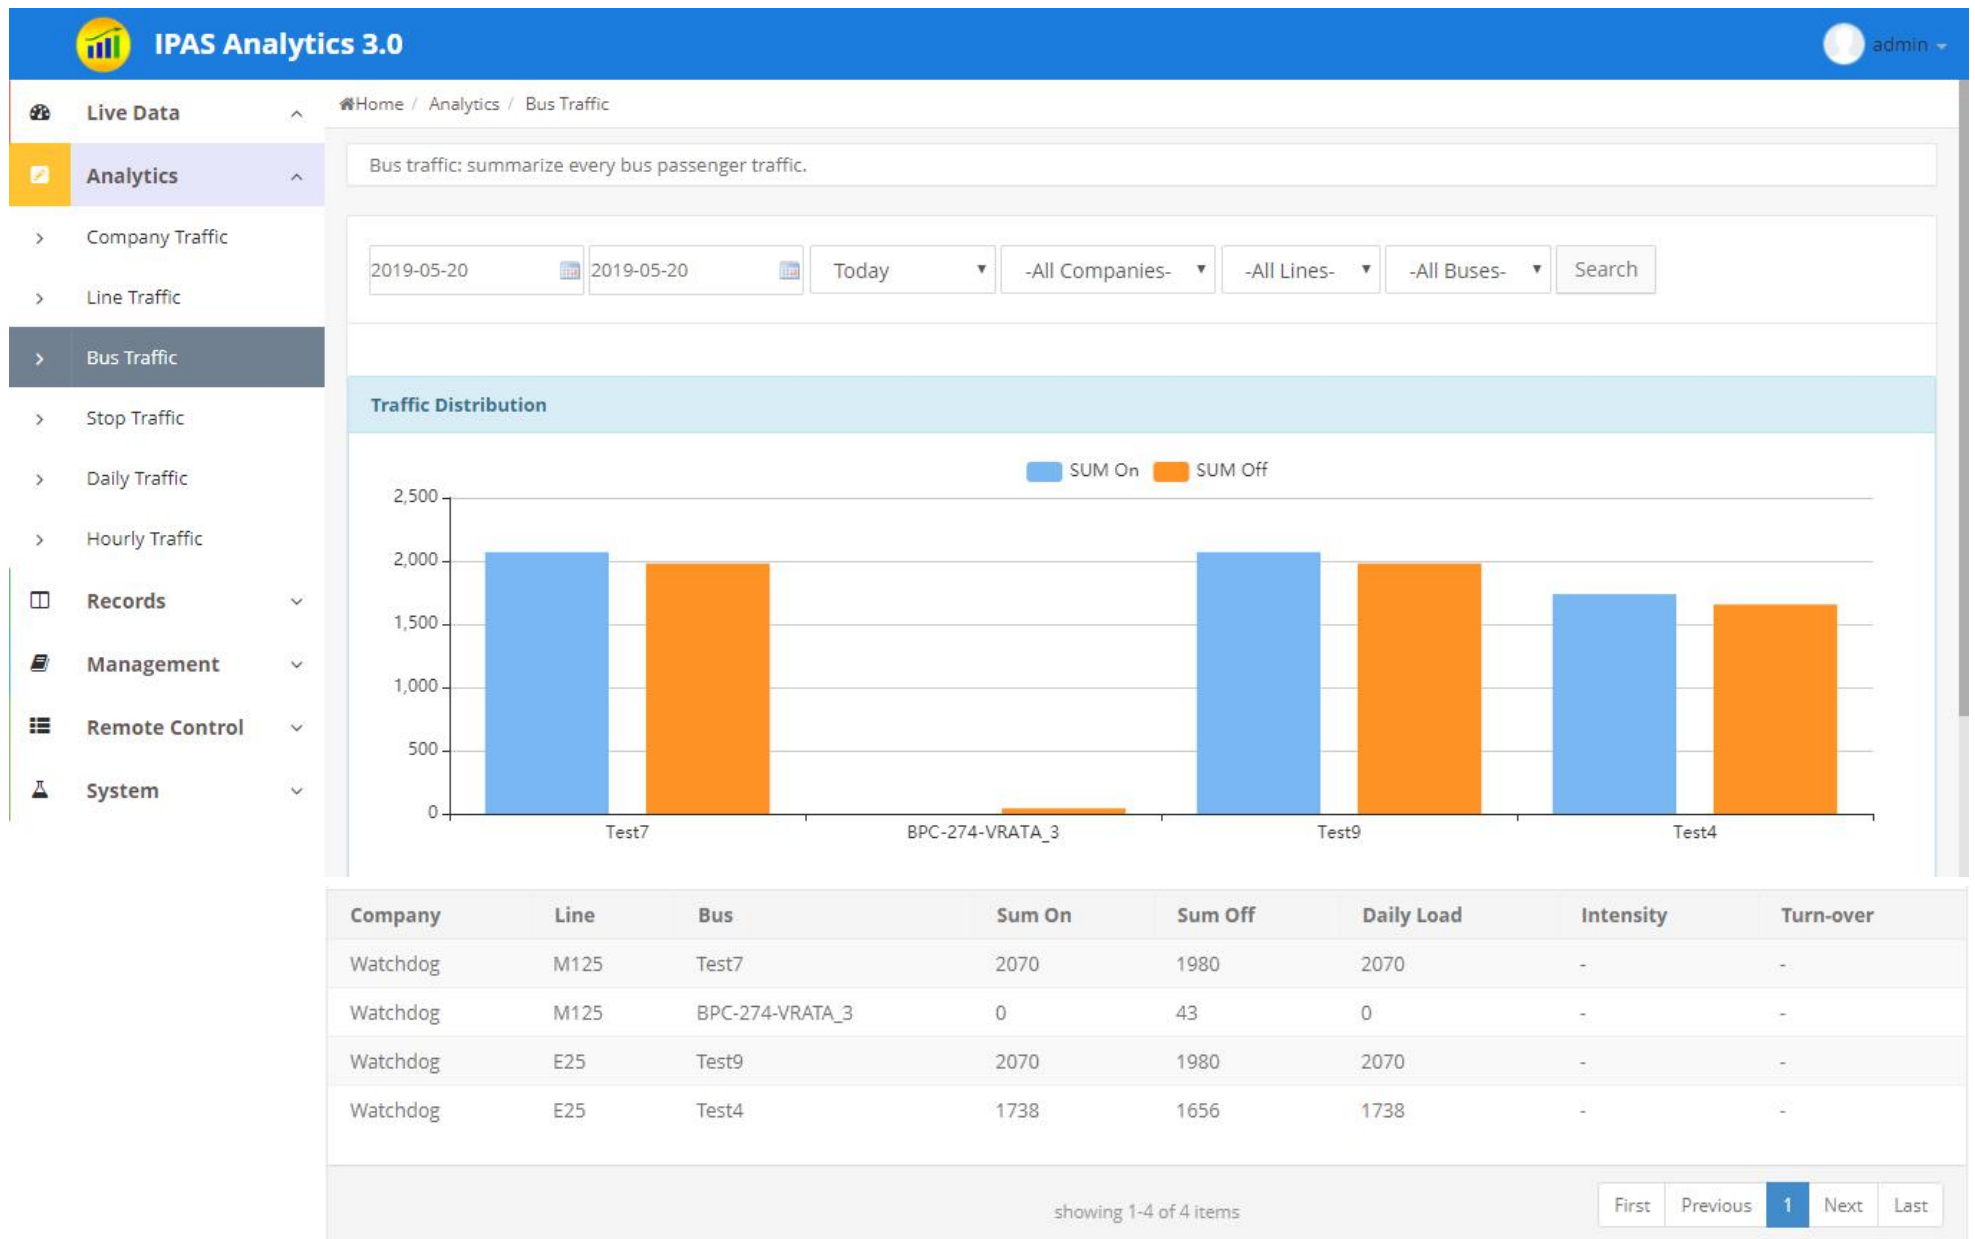 IPAS Analytics 3.0
admin
Live Data
Analytics
Company Traffic
Line Traffic
Bus Traffic
Stop Traffic
Daily Traffic
Hourly Traffic
Records
Management
Remote Control
System
Home / Analytics / Bus Traffic
Bus traffic: summarize every bus passenger traffic.
2019-05-20 2019-05-20 Today -All Companies- -All Lines- -All Buses- Search
Traffic Distribution
SUM On SUM Off
2,500
2,000
1,500
1,000
500
0
Test7 BPC-274-VRATA_3 Test9 Test4
Company Line Bus Sum On Sum Off Daily Load Intensity Turn-over
Watchdog M125 Test7 2070 1980 2070 - -
Watchdog M125 BPC-274-VRATA_3 0 43 0 - -
Watchdog E25 Test9 2070 1980 2070 - -
Watchdog E25 Test4 1738 1656 1738 - -
showing 1-4 of 4 items
First Previous 1 Next Last